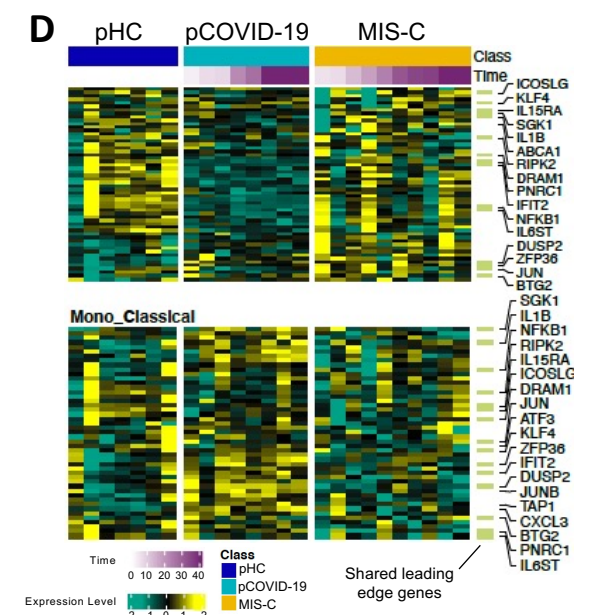 D
pHC pCOVID-19 MIS-C
Class
Time
ICOSLG
KLF4
IL15RA
SGK1
IL1B
ABCA1
RIPK2
DRAM1
PNRC1
IFIT2
NFKB1
IL6ST
DUSP2
ZFP36
JUN
BTG2
Mono_Classical
SGK1
IL1B
NFKB1
RIPK2
IL15RA
ICOSLG
DRAM1
JUN
ATF3
KLF4
ZFP36
IFIT2
DUSP2
JUNB
TAP1
CXCL3
BTG2
PNRC1
IL6ST
Shared leading
edge genes
Time
0 10 20 30 40
Class
pHC
pCOVID-19
MIS-C
Expression Level